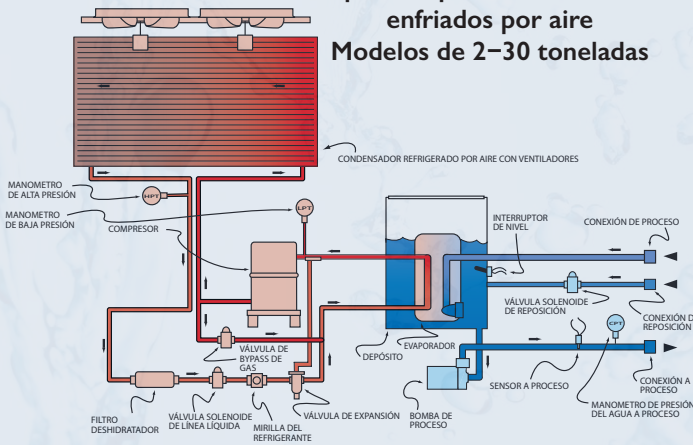 enfriados por aire
Modelos de 2–30 toneladas
CONDENSADOR REFRIGERADO POR AIRE CON VENTILADORES
MANOMETRO
DE ALTA PRESIÓN
HPT
MANOMETRO
DE BAJA PRESIÓN
LPT
COMPRESOR
INTERRUPTOR
DE NIVEL
CONEXIÓN DE PROCESO
VÁLVULA SOLENOIDE
DE REPOSICIÓN
CONEXIÓN DE
REPOSICIÓN
CPT
VÁLVULA DE
BYPASS DE
GAS
DEPÓSITO
EVAPORADOR
SENSOR A PROCESO
CONEXIÓN A
PROCESO
MANOMETRO DE PRESIÓN
DEL AGUA A PROCESO
FILTRO
DESHIDRATADOR
VÁLVULA SOLENOIDE
DE LÍNEA LÍQUIDA
MIRILLA DEL
REFRIGERANTE
VÁLVULA DE EXPANSIÓN
BOMBA DE
PROCESO